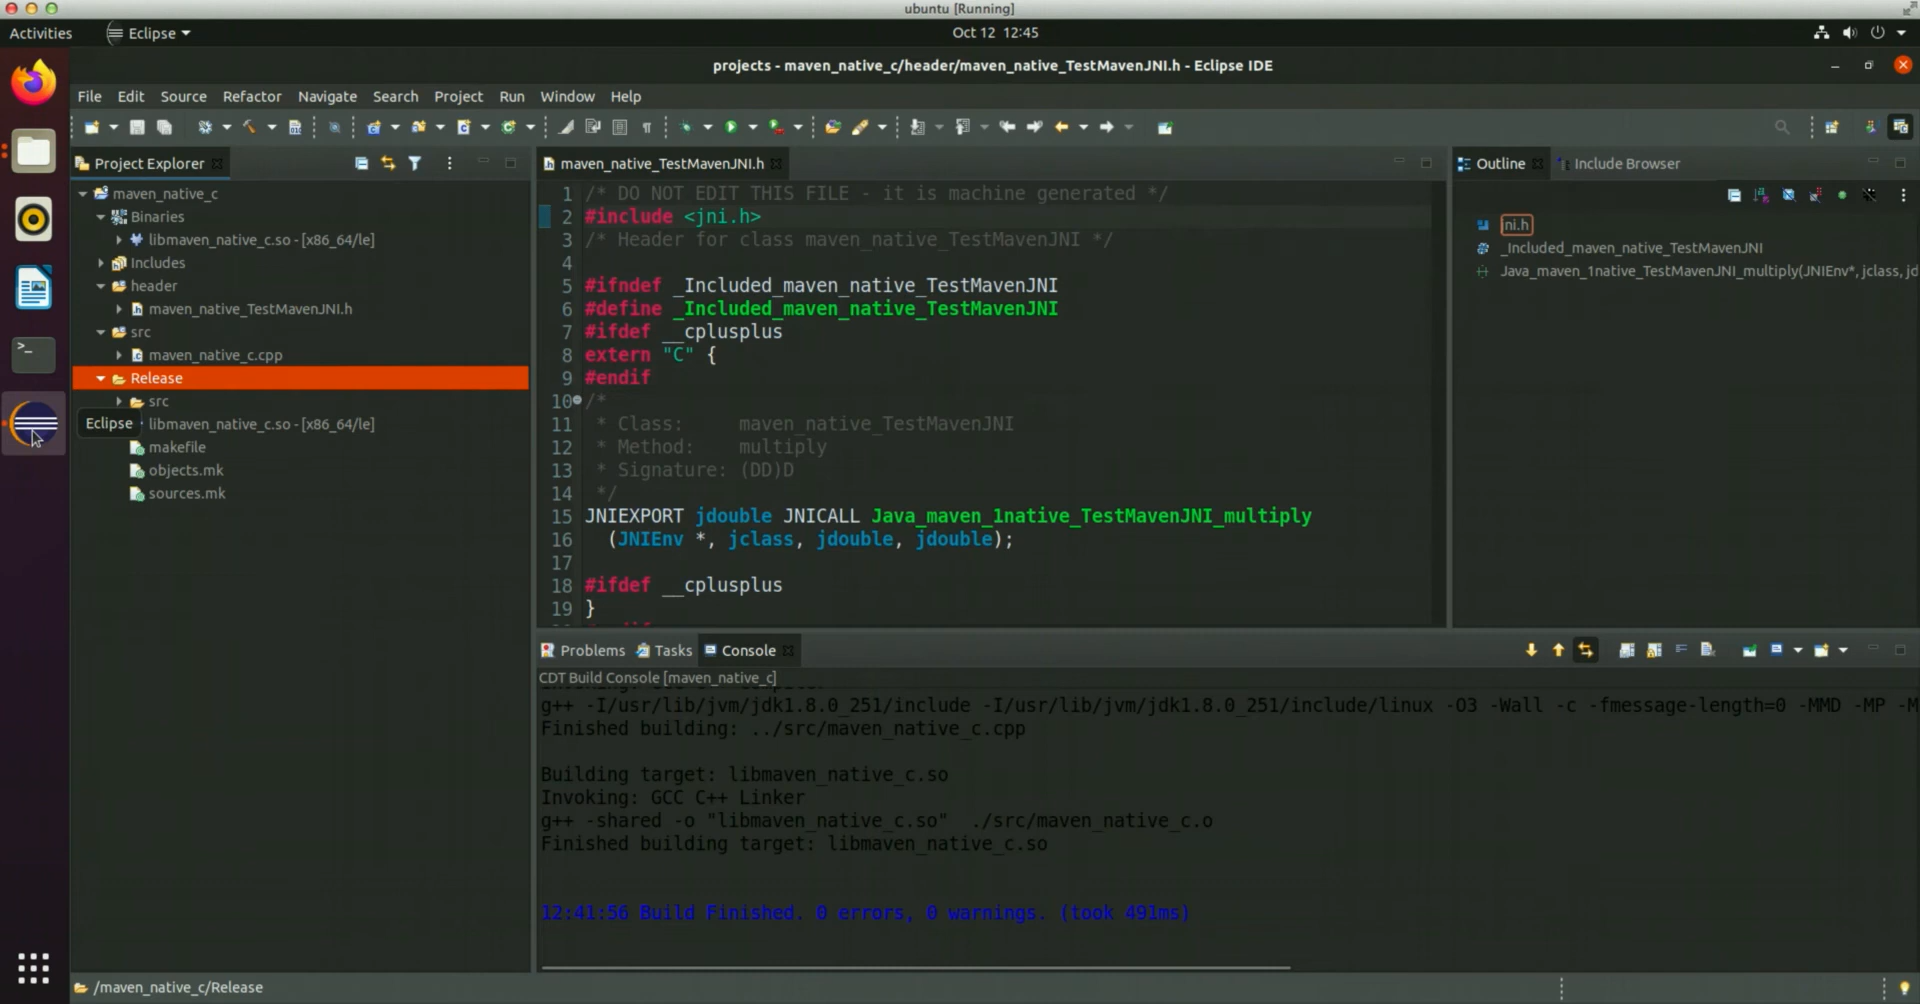 ubuntu [Running]
Activities
Eclipse
Oct 12 12:45
projects - maven_native_c/header/maven_native_TestMavenJNI.h - Eclipse IDE
File Edit Source Refactor Navigate Search Project Run Window Help
Project Explorer
maven_native_c
Binaries
libmaven_native_c.so - [x86_64/le]
Includes
header
maven_native_TestMavenJNI.h
src
maven_native_c.cpp
Release
src
Eclipse
libmaven_native_c.so - [x86_64/le]
makefile
objects.mk
sources.mk
maven_native_TestMavenJNI.h
1 /* DO NOT EDIT THIS FILE - it is machine generated */
2 #include <jni.h>
3 /* Header for class maven_native_TestMavenJNI */
4
5 #ifndef _Included_maven_native_TestMavenJNI
6 #define _Included_maven_native_TestMavenJNI
7 #ifdef __cplusplus
8 extern "C" {
9 #endif
10 /*
11 * Class: maven_native_TestMavenJNI
12 * Method: multiply
13 * Signature: (DD)D
14 */
15 JNIEXPORT jdouble JNICALL Java_maven_1native_TestMavenJNI_multiply
16 (JNIEnv *, jclass, jdouble, jdouble);
17
18 #ifdef __cplusplus
19 }
Outline
Include Browser
jni.h
_Included_maven_native_TestMavenJNI
Java_maven_1native_TestMavenJNI_multiply(JNIEnv*, jclass, jd
Problems
Tasks
Console
CDT Build Console [maven_native_c]
g++ -I/usr/lib/jvm/jdk1.8.0_251/include -I/usr/lib/jvm/jdk1.8.0_251/include/linux -O3 -Wall -c -fmessage-length=0 -MMD -MP -M
Finished building: ../src/maven_native_c.cpp
Building target: libmaven_native_c.so
Invoking: GCC C++ Linker
g++ -shared -o "libmaven_native_c.so" ./src/maven_native_c.o
Finished building target: libmaven_native_c.so
12:41:56 Build Finished. 0 errors, 0 warnings. (took 491ms)
/maven_native_c/Release